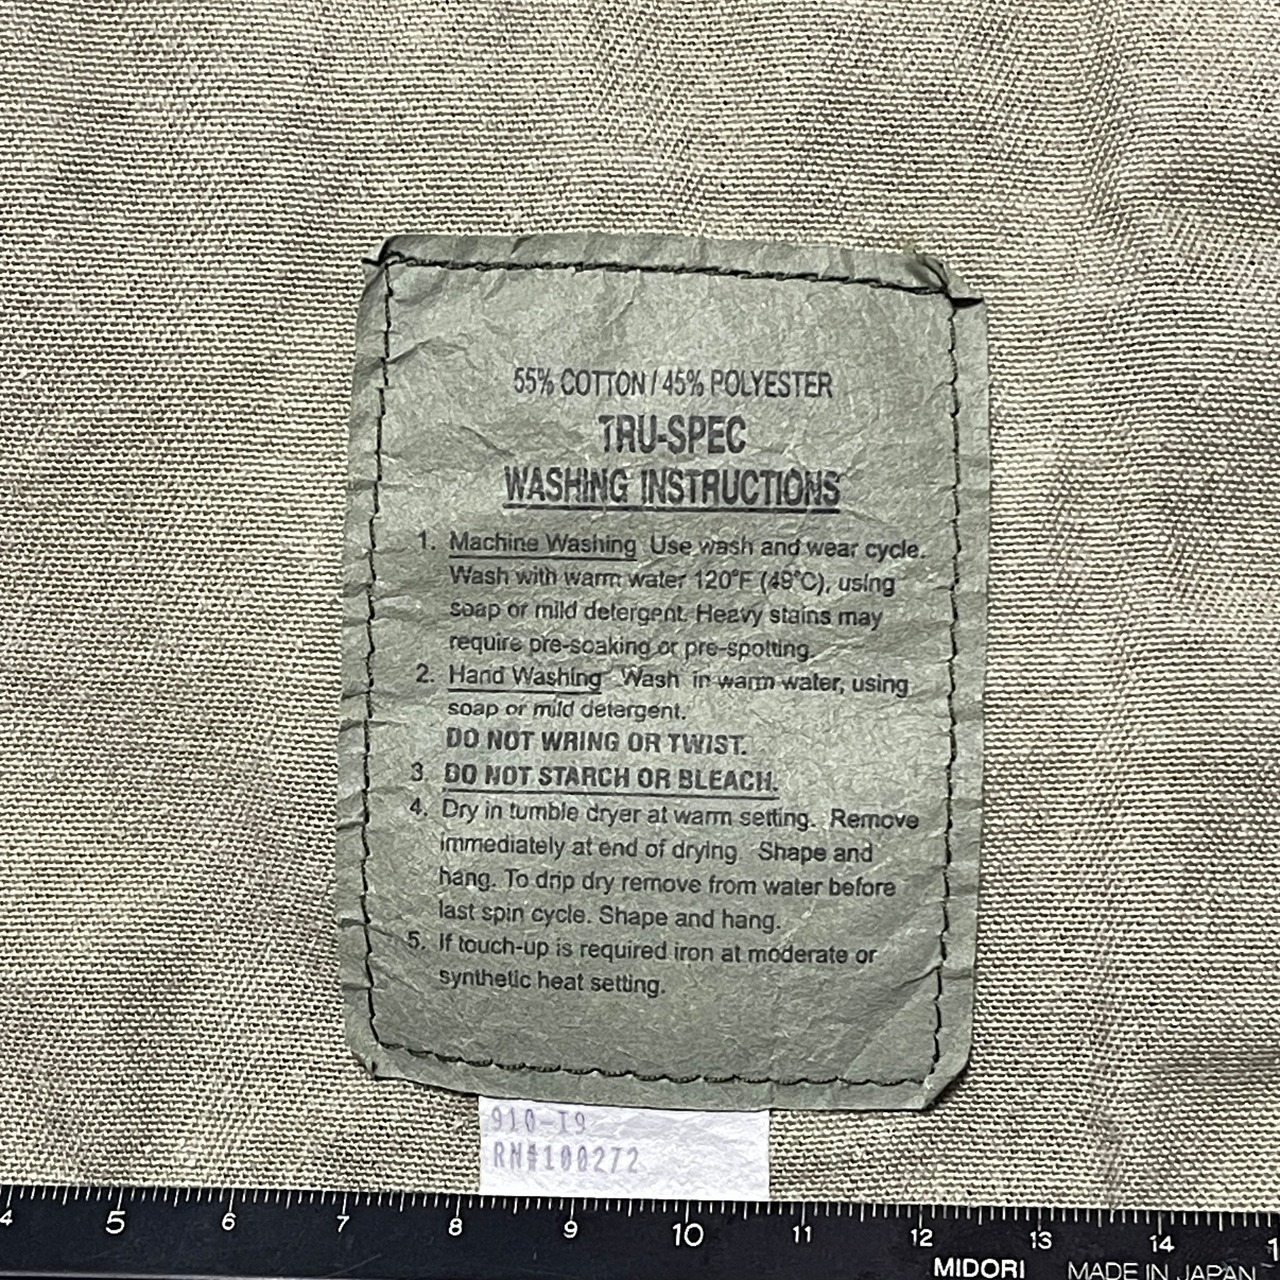 55% COTTON / 45% POLYESTER
TRU-SPEC
WASHING INSTRUCTIONS
1. Machine Washing Use wash and wear cycle.
Wash with warm water 120°F (49°C), using
soap or mild detergent. Heavy stains may
require pre-soaking or pre-spotting.
2. Hand Washing Wash in warm water, using
soap or mild detergent.
DO NOT WRING OR TWIST.
3. DO NOT STARCH OR BLEACH.
4. Dry in tumble dryer at warm setting. Remove
immediately at end of drying. Shape and
hang. To drip dry remove from water before
last spin cycle. Shape and hang.
5. If touch-up is required iron at moderate or
synthetic heat setting.
910-I9
RN#100272
4 5 6 7 8 9 10 11 12 13 14
MIDORI MADE IN JAPAN